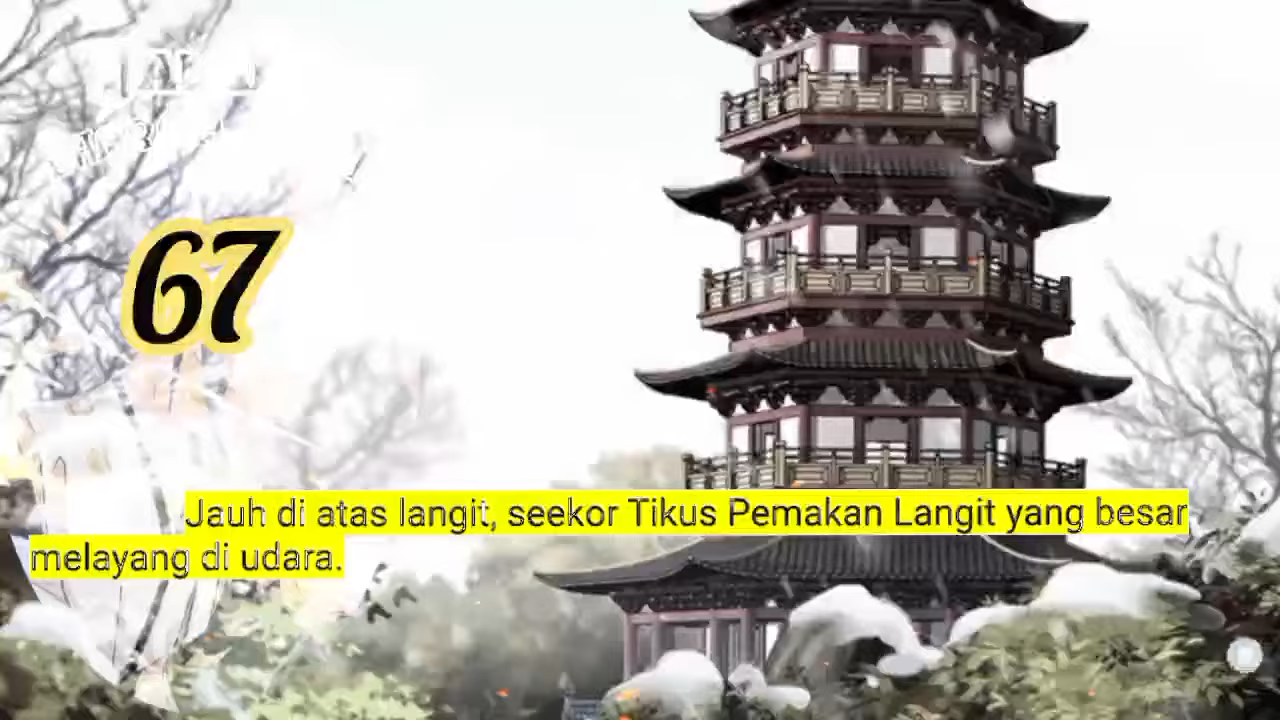 67
Jauh di atas langit, seekor Tikus Pemakan Langit yang besar
melayang di udara.